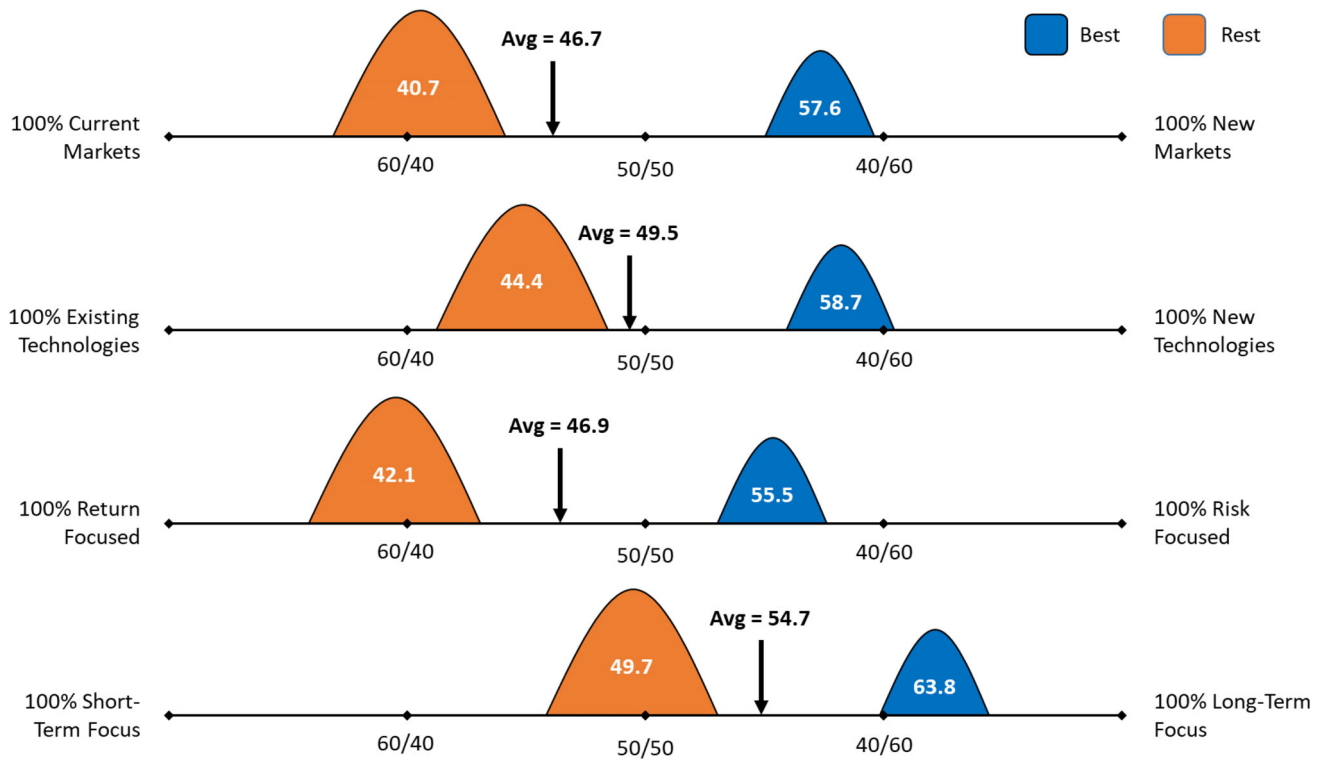 Best
Rest
Avg = 46.7
40.7
57.6
100% Current
Markets
60/40
50/50
40/60
100% New
Markets
Avg = 49.5
44.4
58.7
100% Existing
Technologies
60/40
50/50
40/60
100% New
Technologies
Avg = 46.9
42.1
55.5
100% Return
Focused
60/40
50/50
40/60
100% Risk
Focused
Avg = 54.7
49.7
63.8
100% Short-
Term Focus
60/40
50/50
40/60
100% Long-Term
Focus